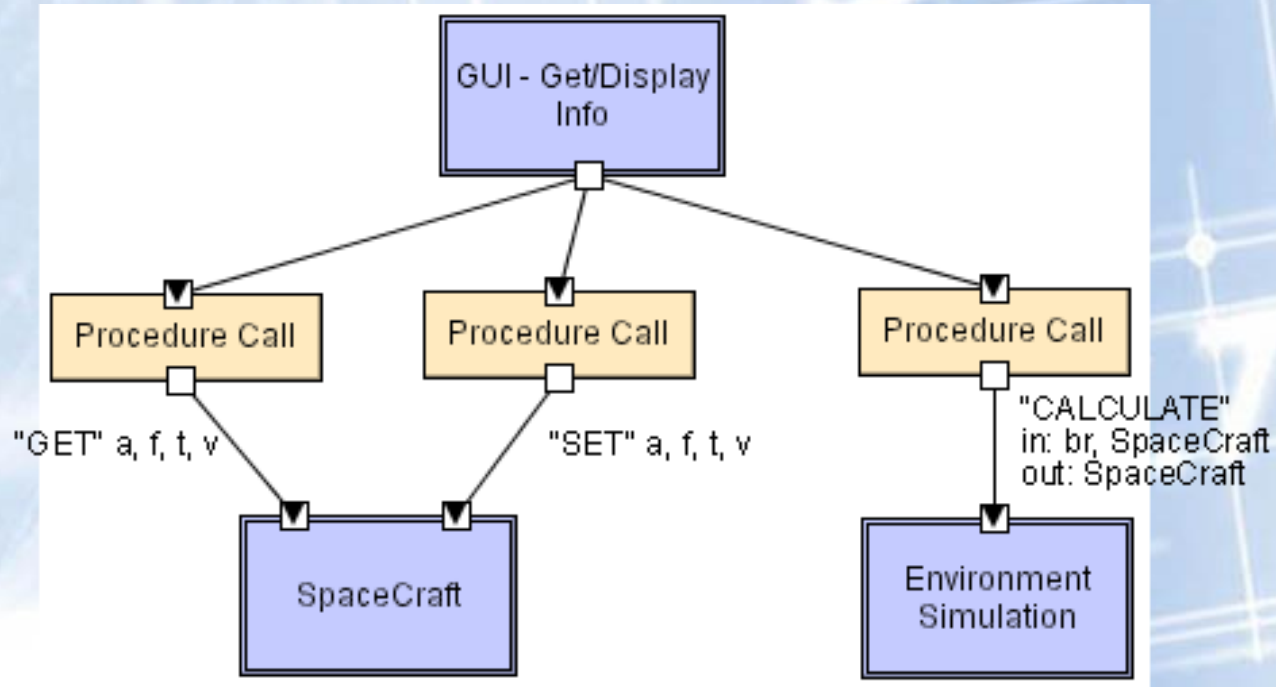 GUI - Get/Display
Info
Procedure Call
Procedure Call
Procedure Call
"GET" a, f, t, v
"SET" a, f, t, v
"CALCULATE"
in: br, SpaceCraft
out: SpaceCraft
SpaceCraft
Environment
Simulation